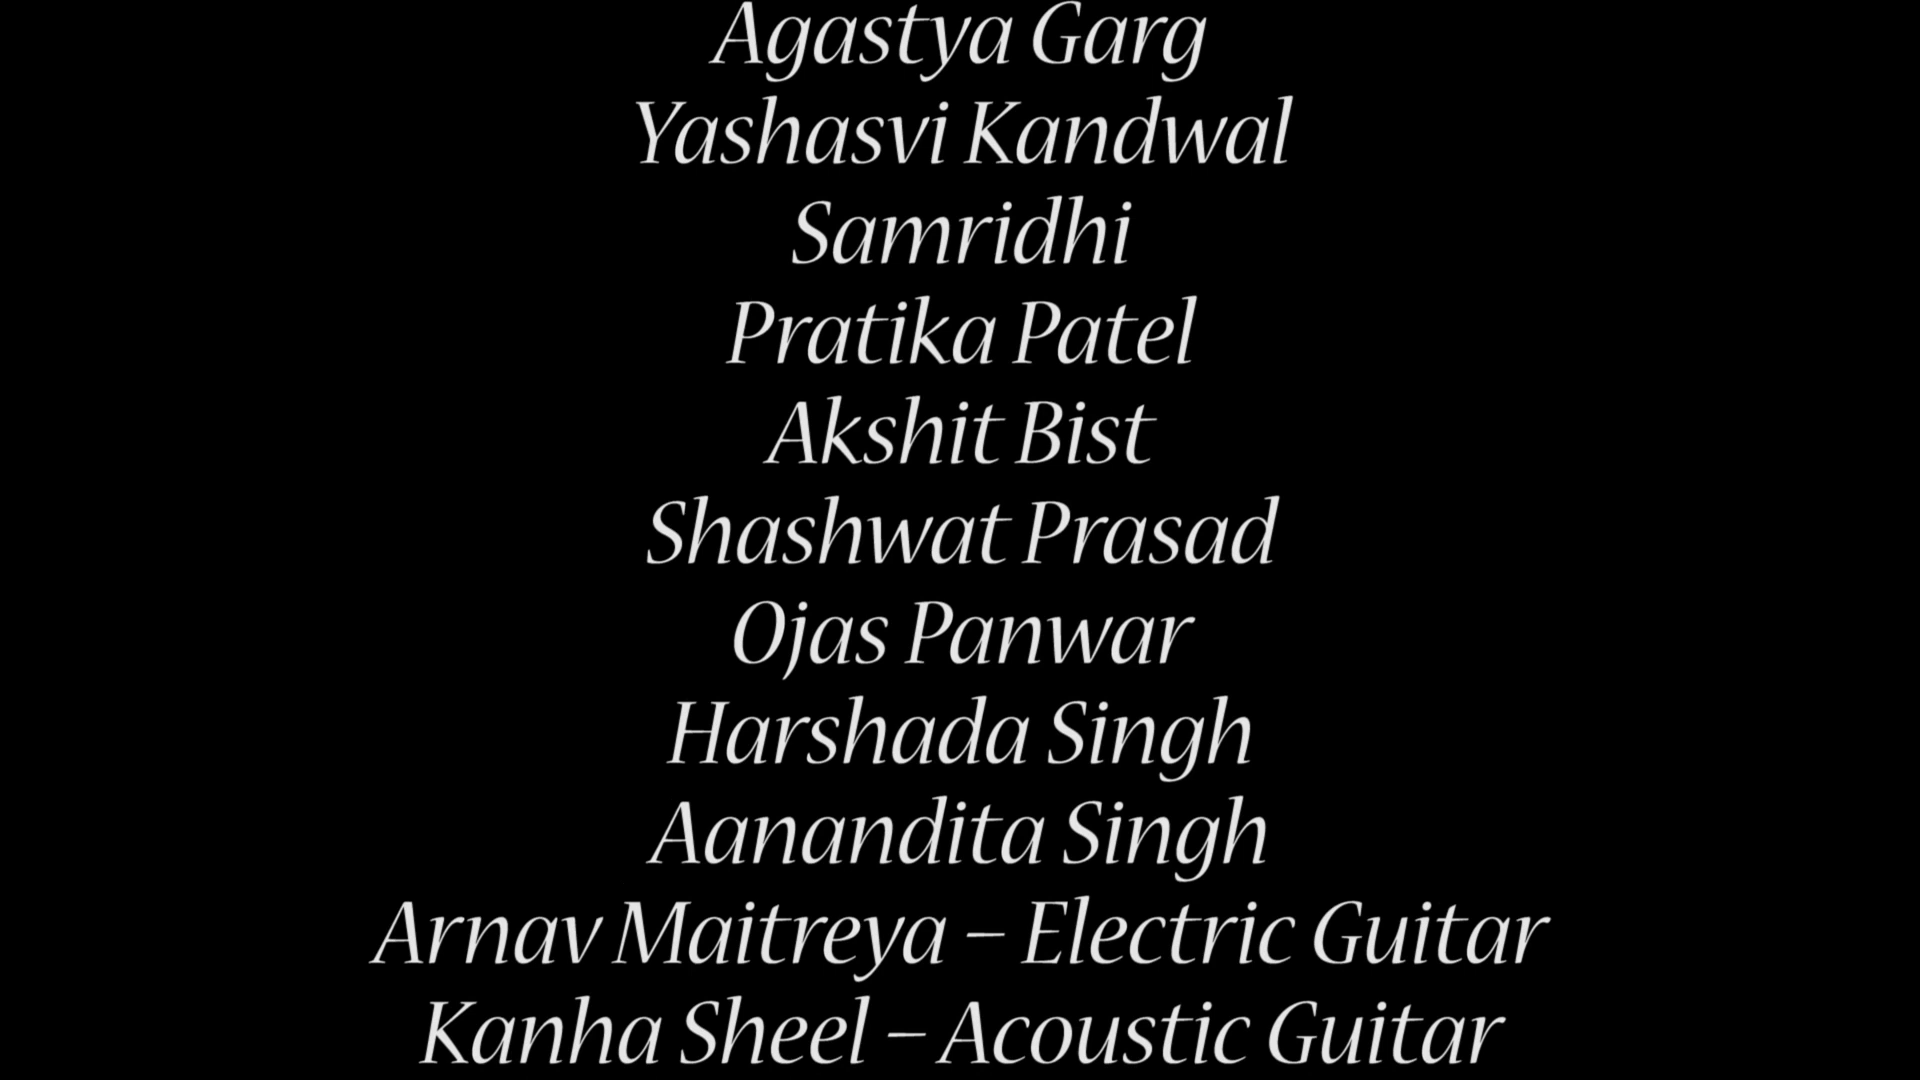 Agastya Garg
Yashasvi Kandwal
Samridhi
Pratika Patel
Akshit Bist
Shashwat Prasad
Ojas Panwar
Harshada Singh
Aanandita Singh
Arnav Maitreya – Electric Guitar
Kanha Sheel – Acoustic Guitar